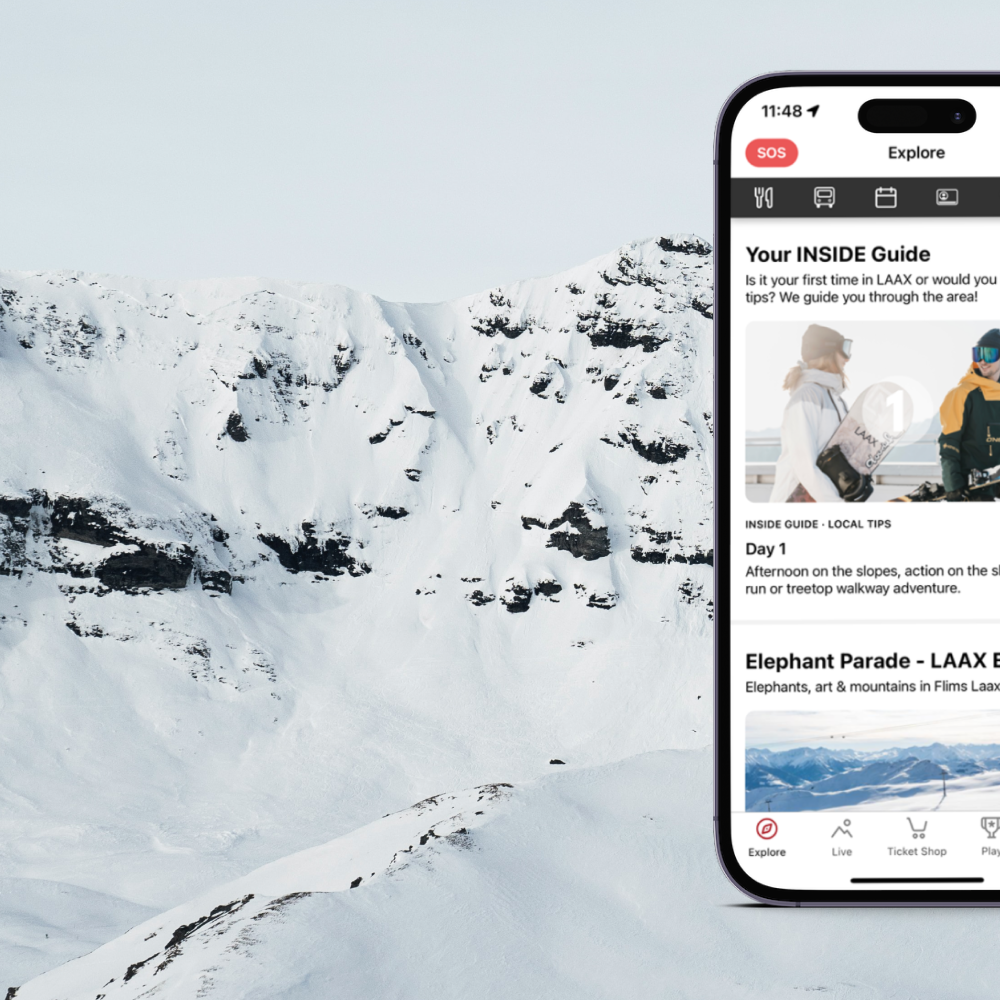 11:48
SOS
Explore
Your INSIDE Guide
Is it your first time in LAAX or would you
tips? We guide you through the area!
1
LAAX
INSIDE GUIDE · LOCAL TIPS
Day 1
Afternoon on the slopes, action on the
run or treetop walkway adventure.
Elephant Parade - LAAX
Elephants, art & mountains in Flims Laax
Explore
Live
Ticket Shop
Play